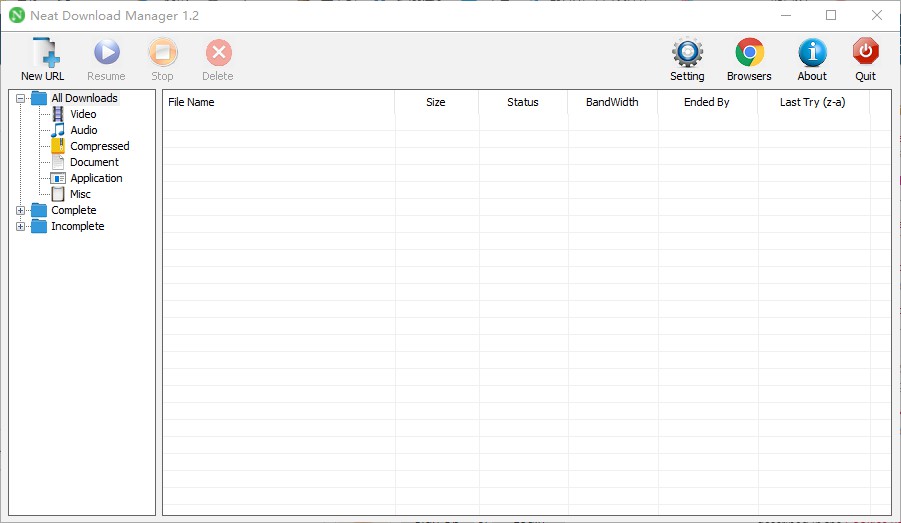 Neat Download Manager 1.2
New URL Resume Stop Delete Setting Browsers About Quit
All Downloads
Video
Audio
Compressed
Document
Application
Misc
Complete
Incomplete
File Name Size Status BandWidth Ended By Last Try (z-a)